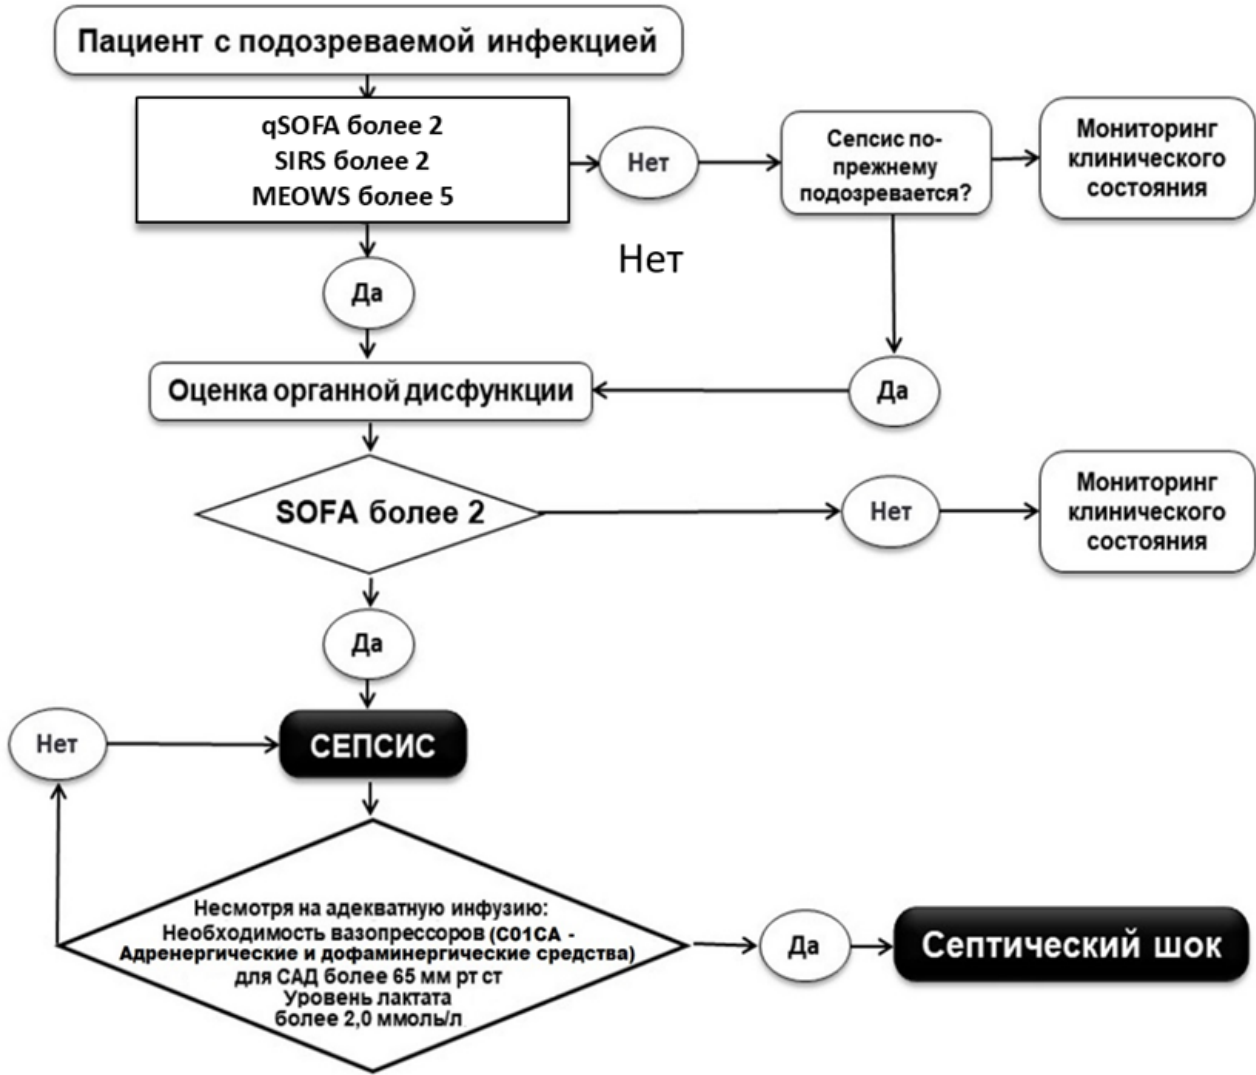 Пациент с подозреваемой инфекцией
qSOFA более 2
SIRS более 2
MEOWS более 5
Нет
Сепсис по-
прежнему
подозревается?
Мониторинг
клинического
состояния
Нет
Да
Оценка органной дисфункции
Да
SOFA более 2
Нет
Мониторинг
клинического
состояния
Да
Нет
СЕПСИС
Несмотря на адекватную инфузию:
Необходимость вазопрессоров (C01CA -
Адренергические и дофаминергические средства)
для САД более 65 мм рт ст
Уровень лактата
более 2,0 ммоль/л
Да
Септический шок